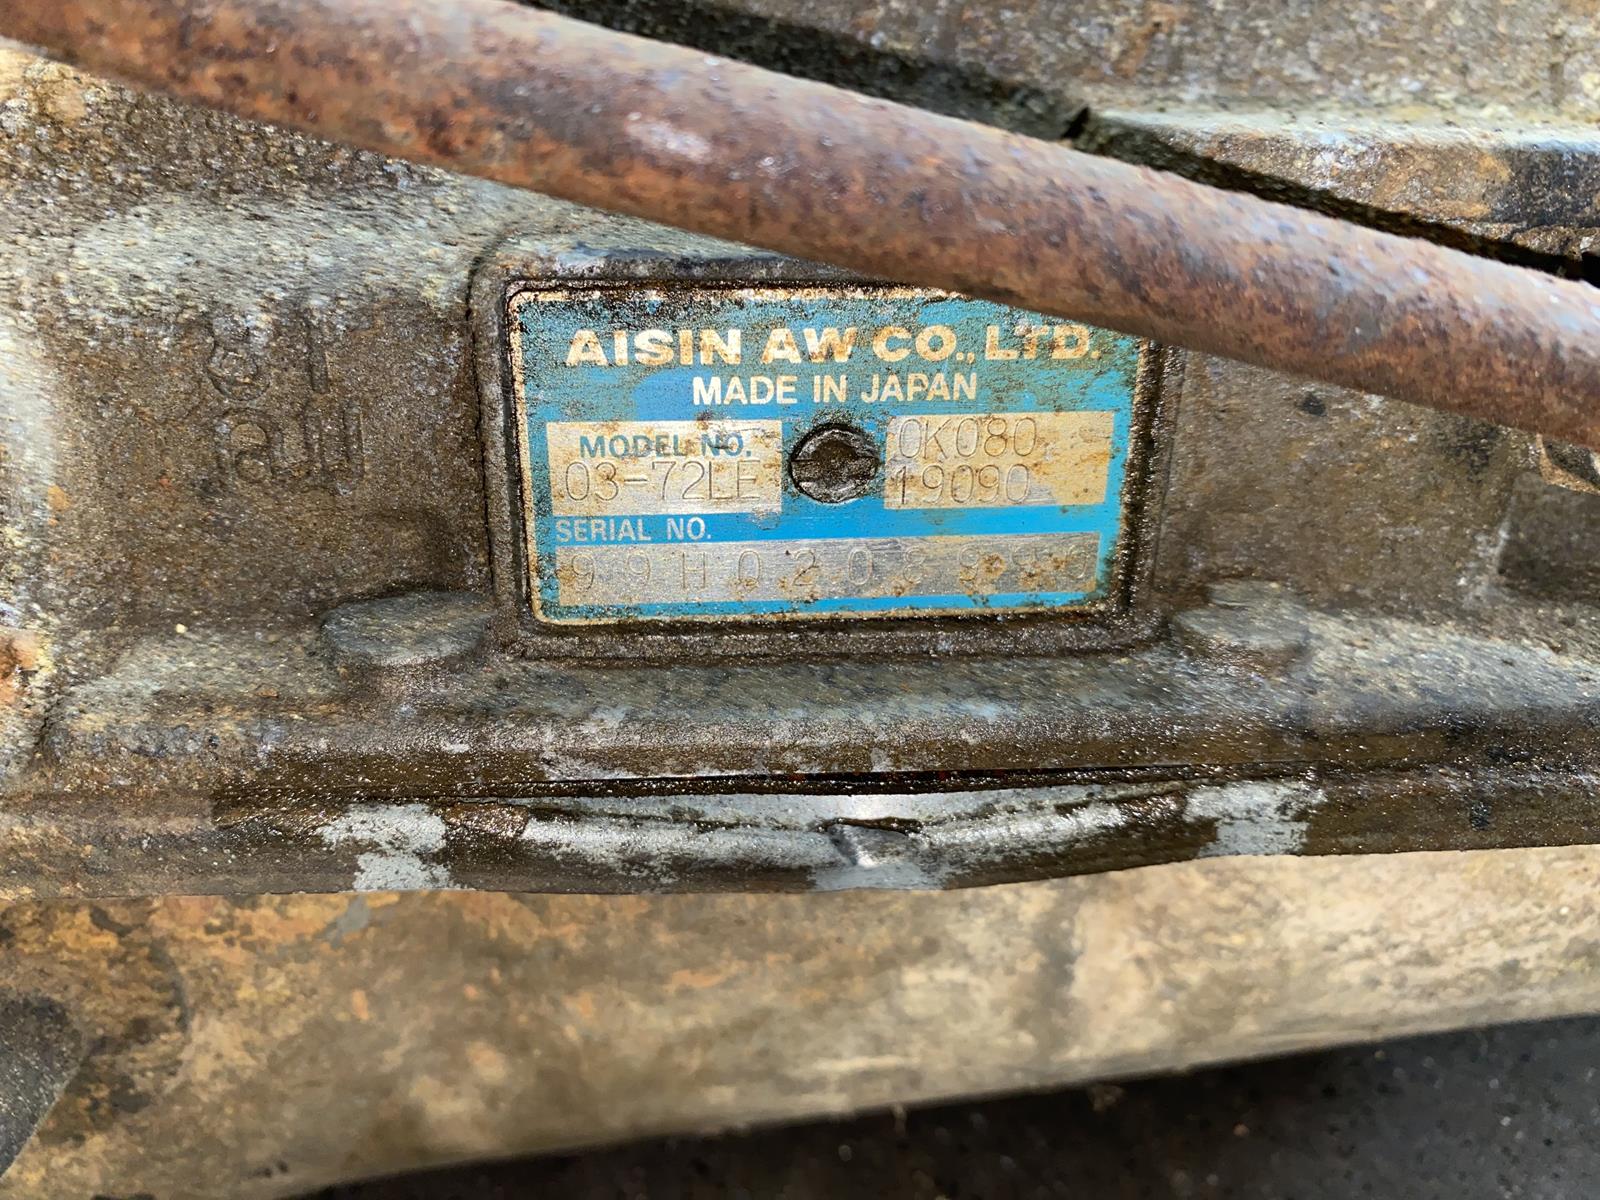 AISIN AW CO., LTD.
MADE IN JAPAN
MODEL NO.
03-72LE
0K080
19090
SERIAL NO.